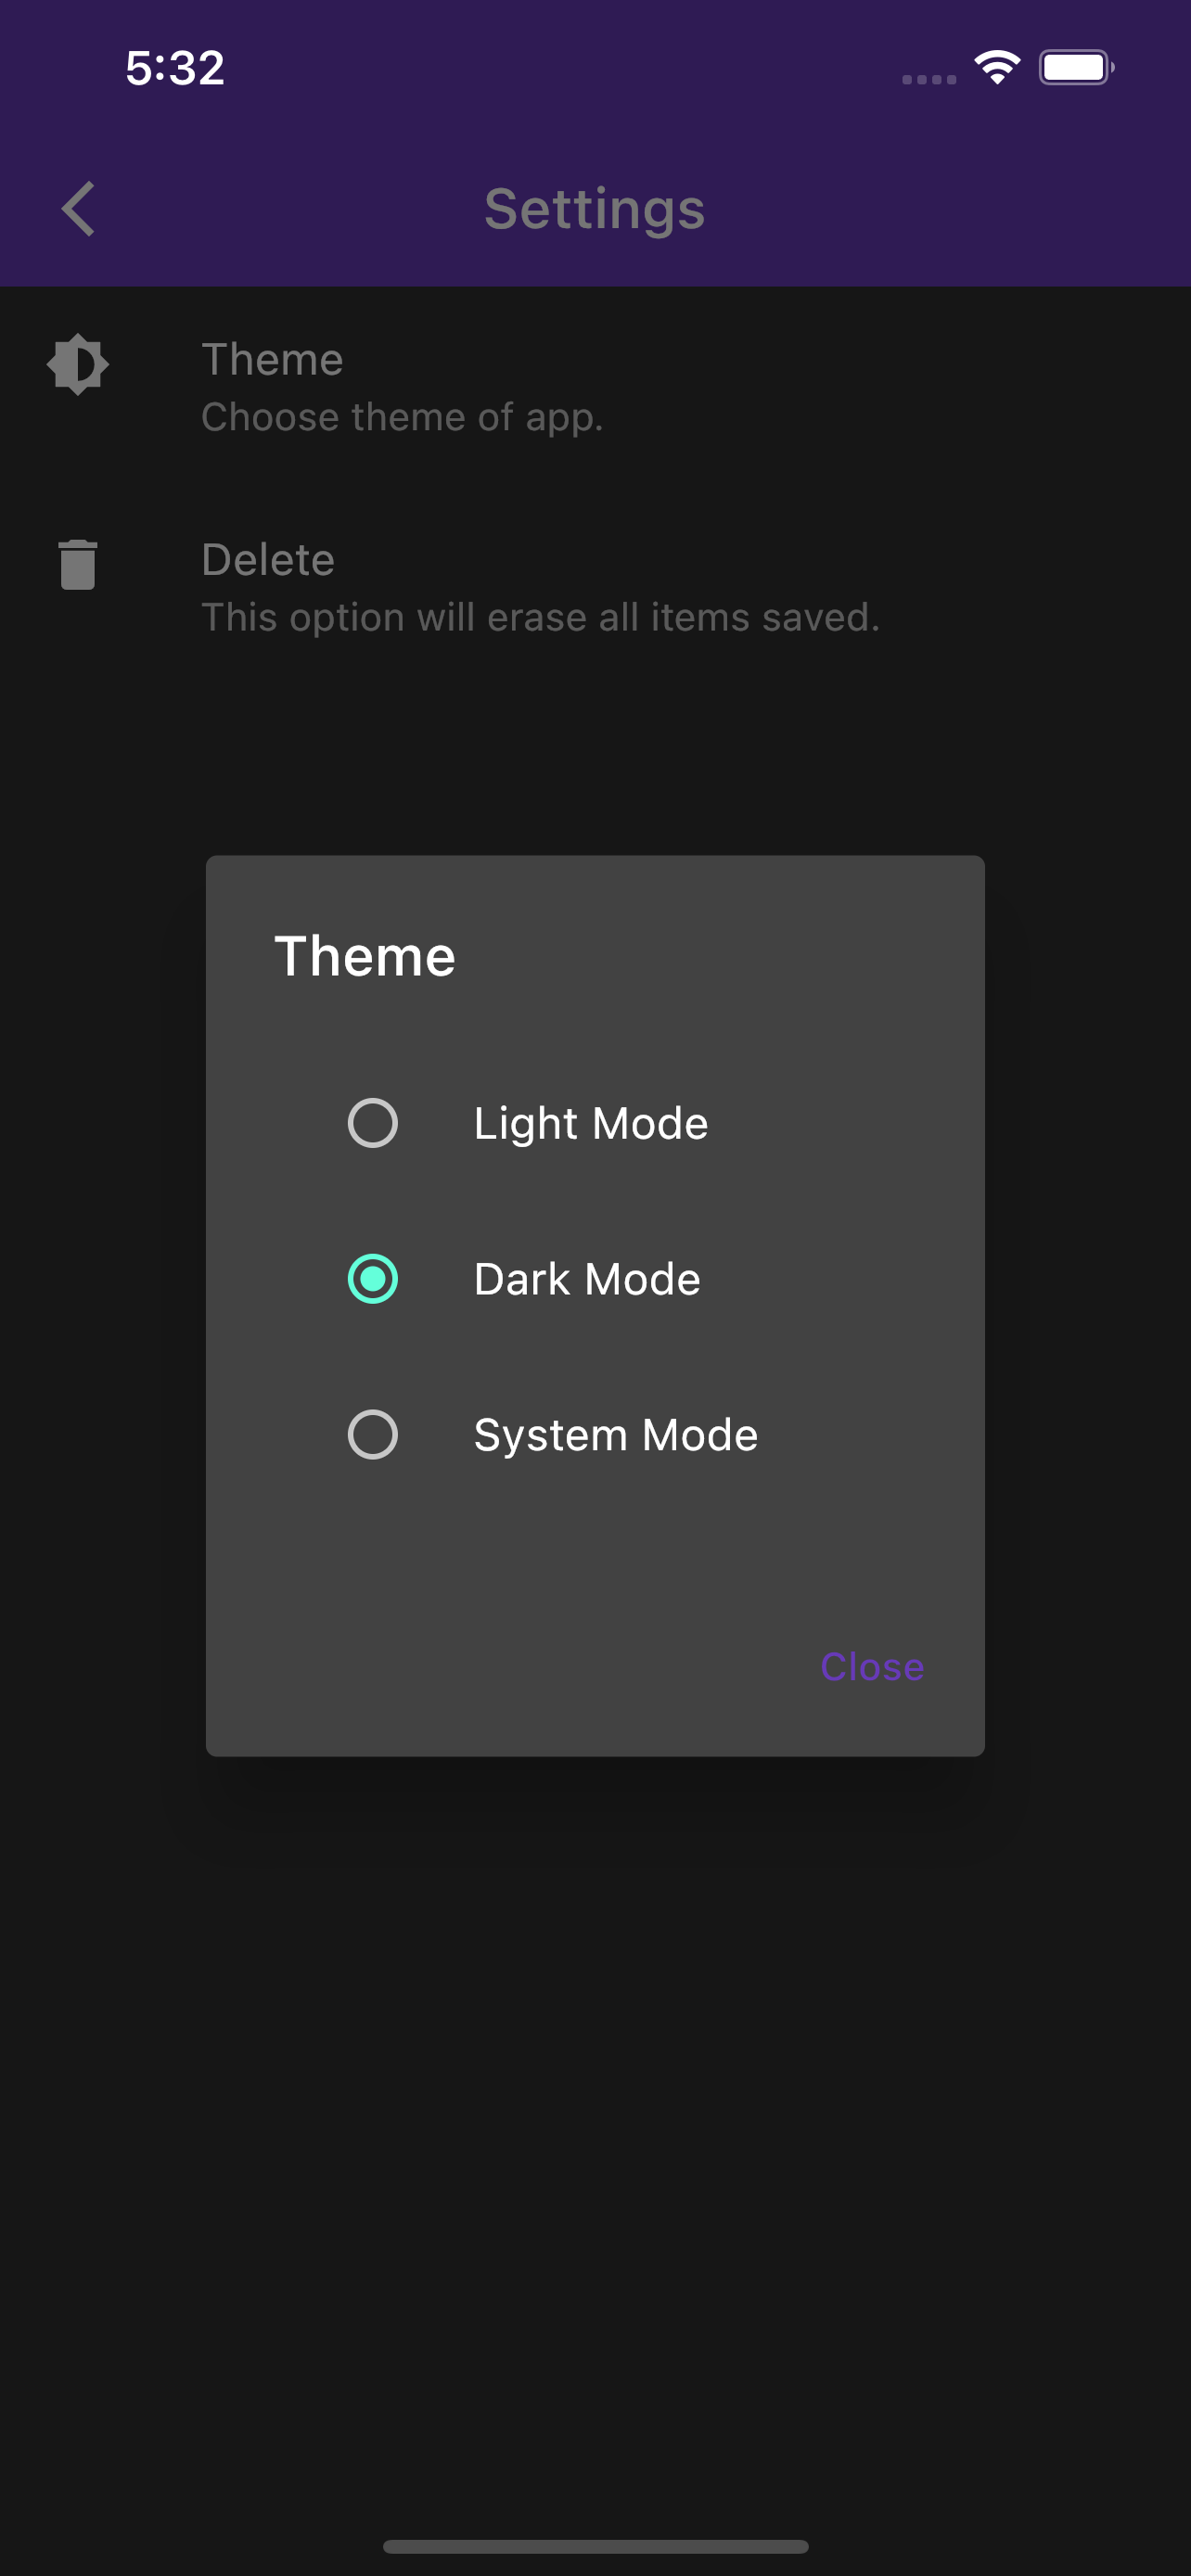 5:32
Settings
Theme
Choose theme of app.
Delete
This option will erase all items saved.
Theme
Light Mode
Dark Mode
System Mode
Close